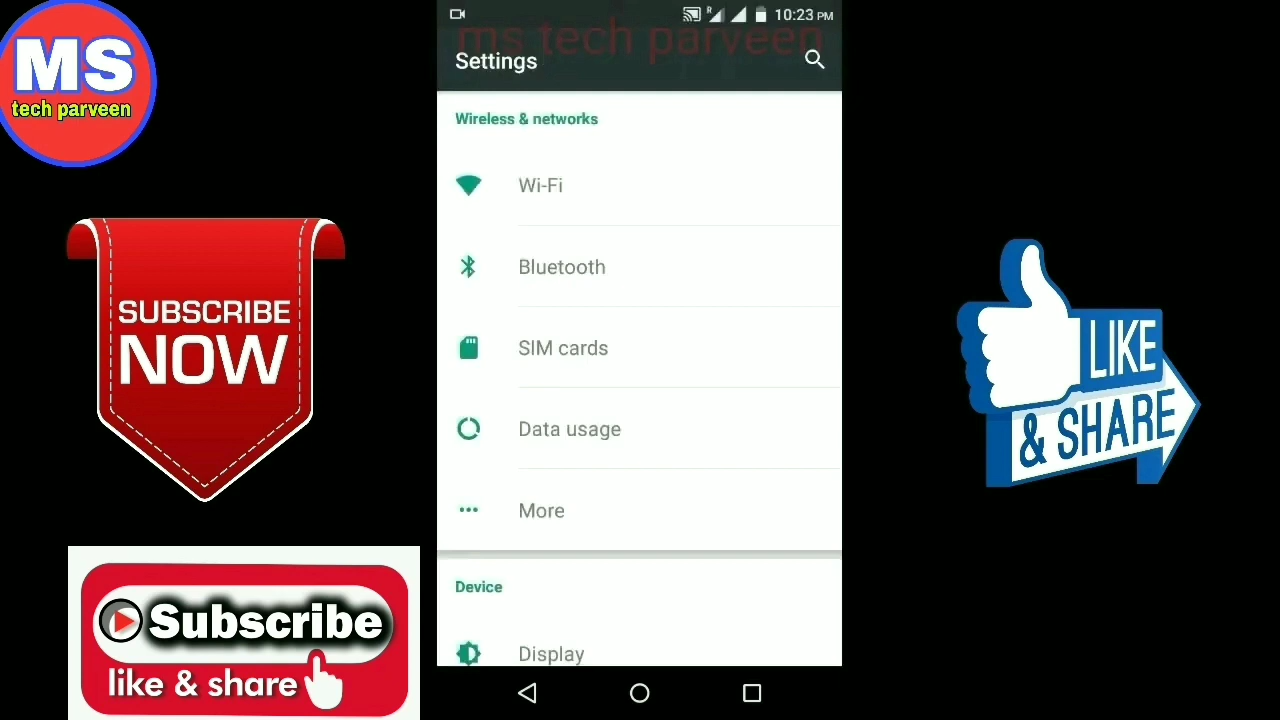 MS
tech parveen
SUBSCRIBE
NOW
Subscribe
like & share
R
10:23 PM
ms tech parveen
Settings
Wireless & networks
Wi-Fi
Bluetooth
SIM cards
Data usage
More
Device
Display
LIKE
& SHARE